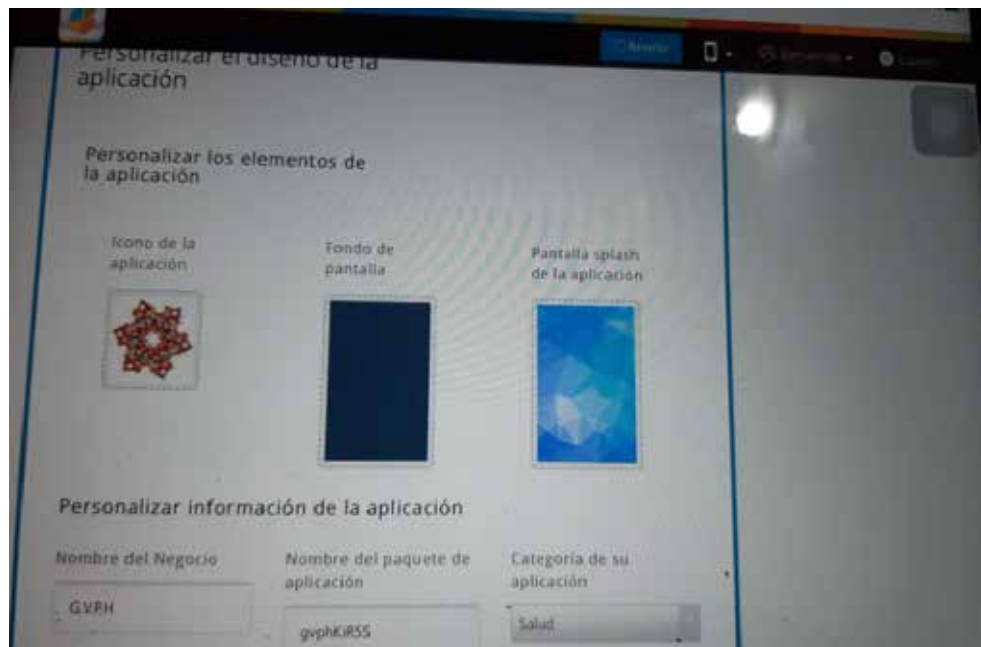 Personalizar el diseño de la
aplicación
Personalizar los elementos de
la aplicación
Icono de la
aplicación
Fondo de
pantalla
Pantalla splash
de la aplicación
Personalizar información de la aplicación
Nombre del Negocio
Nombre del paquete de
aplicación
Categoría de su
aplicación
G.V.P.H
gvphKiR5S
Salud